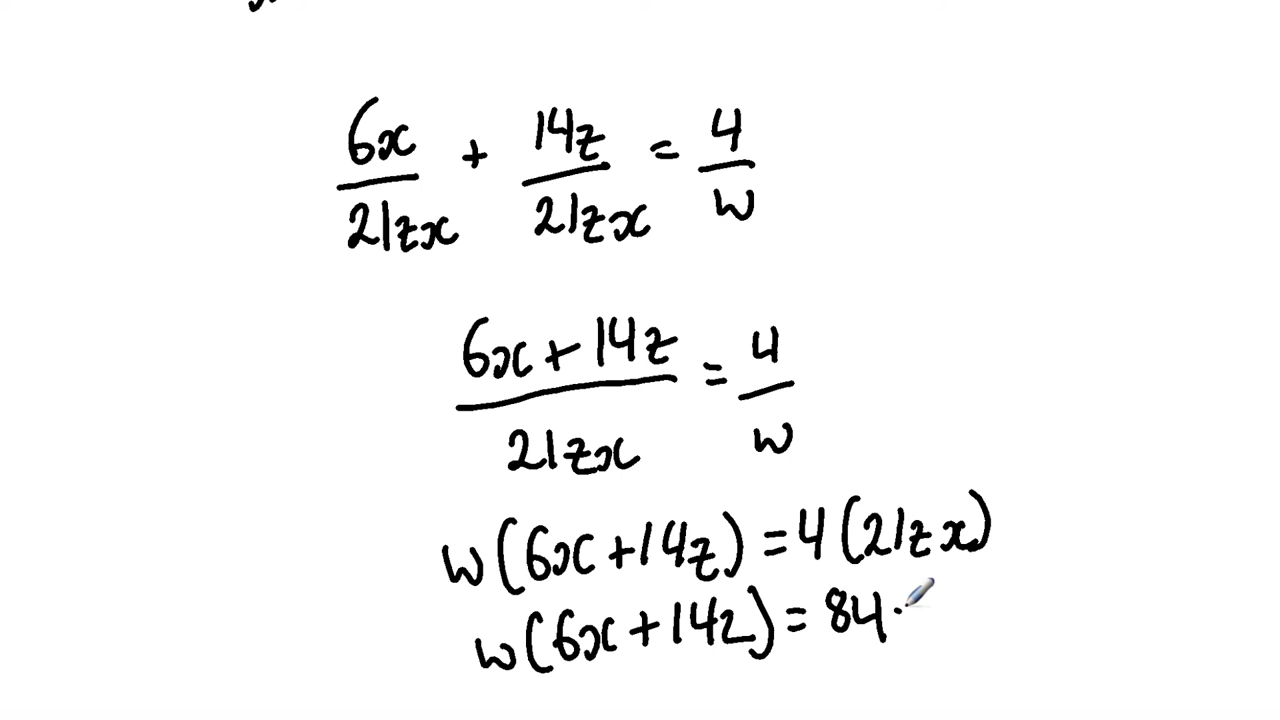 6x/21zx + 14z/21zx = 4/w
6x + 14z/21zx = 4/w
w(6x + 14z) = 4(21zx)
w(6x + 14z) = 84